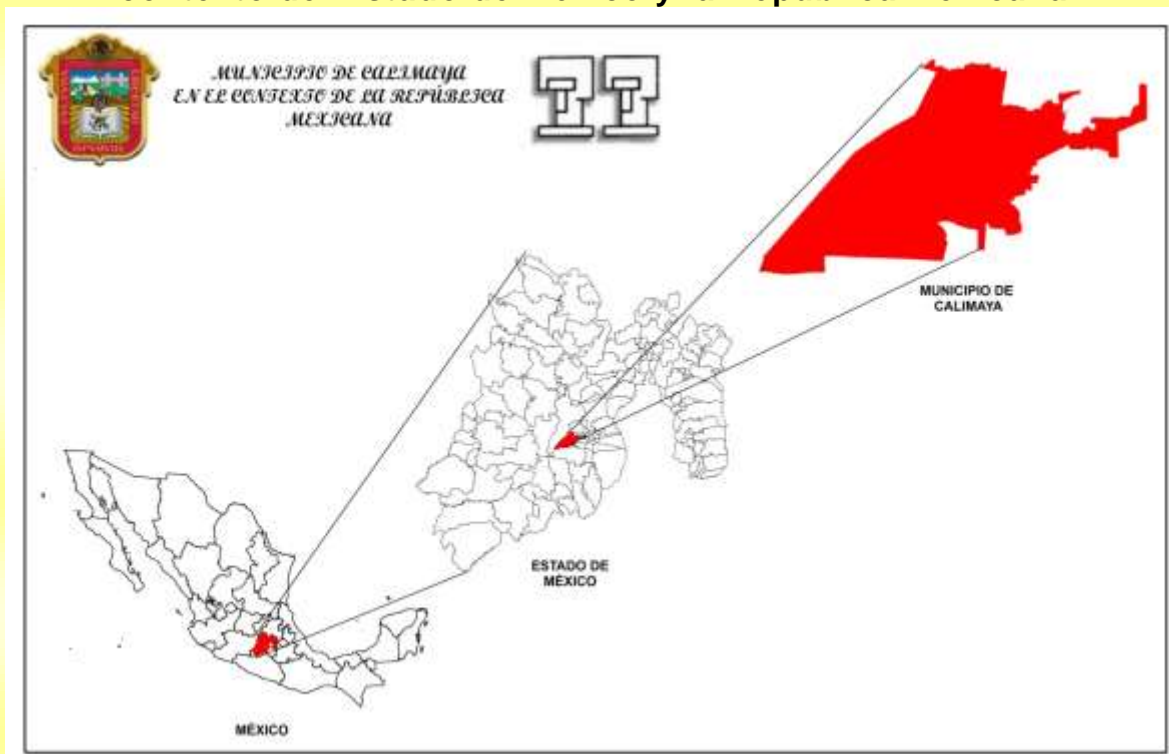 MUNICIPIO DE CALIMAYA
EN EL CONTEXTO DE LA REPÚBLICA
MEXICANA
MUNICIPIO DE
CALIMAYA
ESTADO DE
MÉXICO
MÉXICO